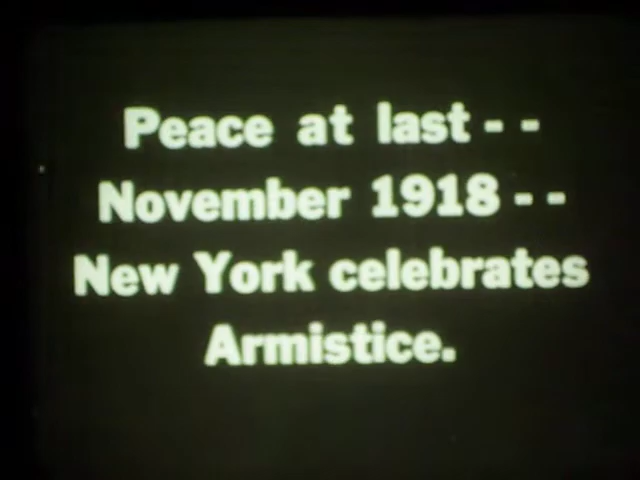 Peace at last - -
November 1918 - -
New York celebrates
Armistice.